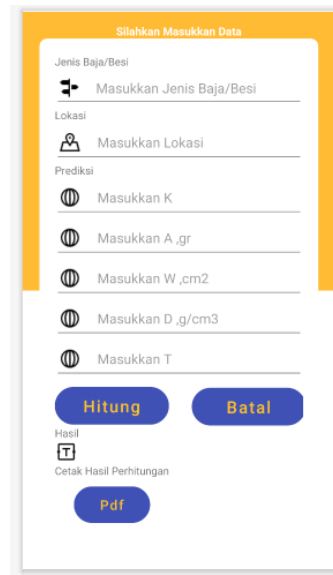 Silahkan Masukkan Data
Jenis Baja/Besi
Masukkan Jenis Baja/Besi
Lokasi
Masukkan Lokasi
Prediksi
Masukkan K
Masukkan A ,gr
Masukkan W ,cm2
Masukkan D ,g/cm3
Masukkan T
Hitung Batal
Hasil
T
Cetak Hasil Perhitungan
Pdf